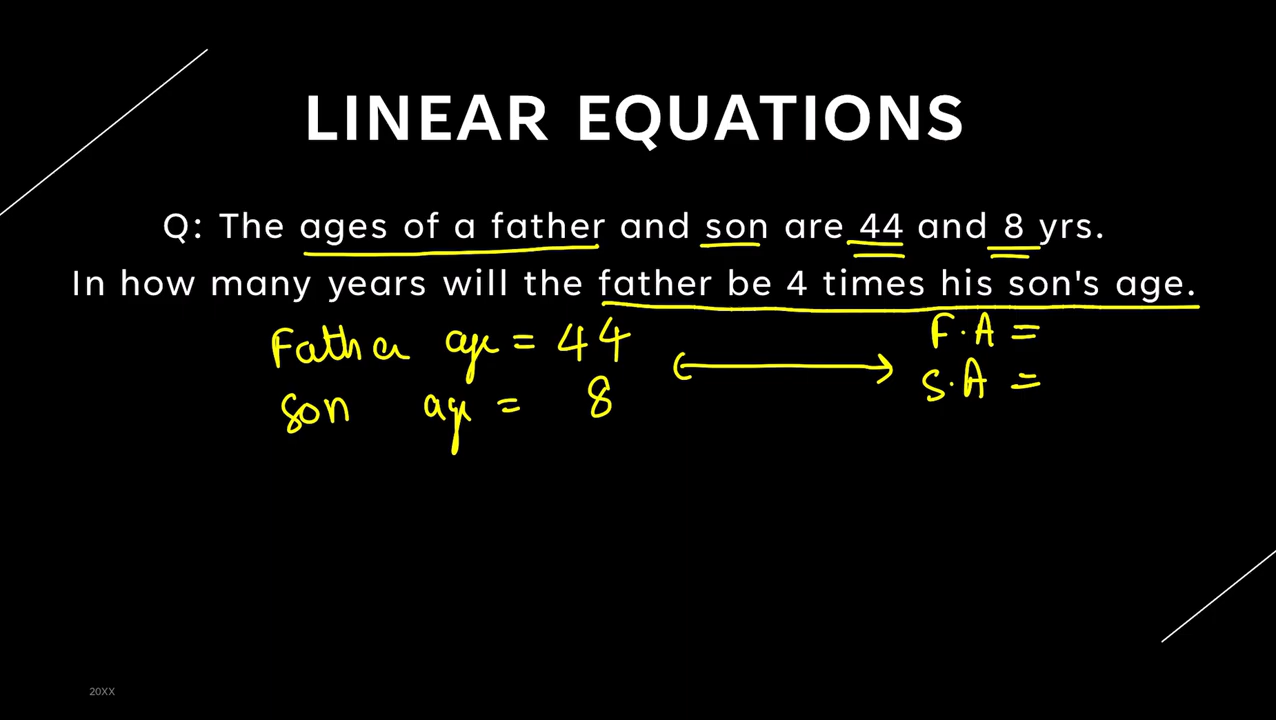 LINEAR EQUATIONS
Q: The ages of a father and son are 44 and 8 yrs.
In how many years will the father be 4 times his son's age.
Father age = 44
F.A =
S.A =
son age = 8
20XX